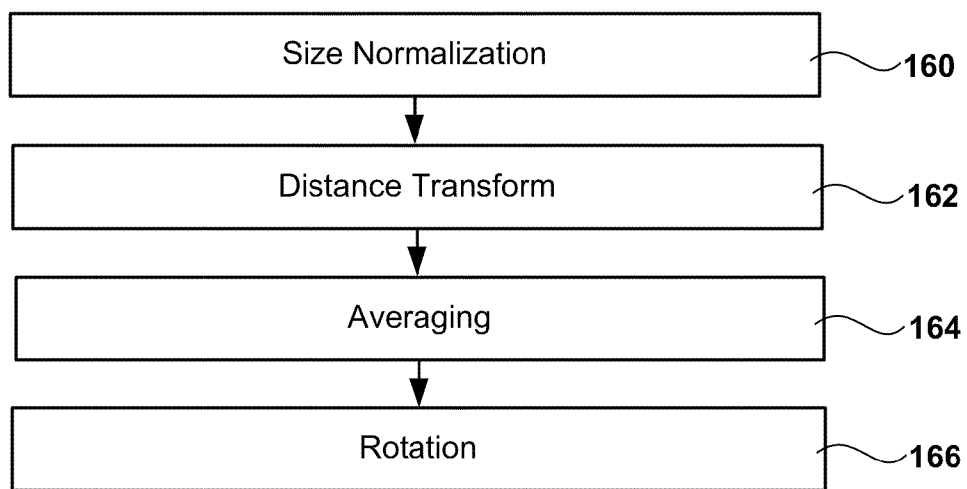 Size Normalization
160
Distance Transform
162
Averaging
164
Rotation
166